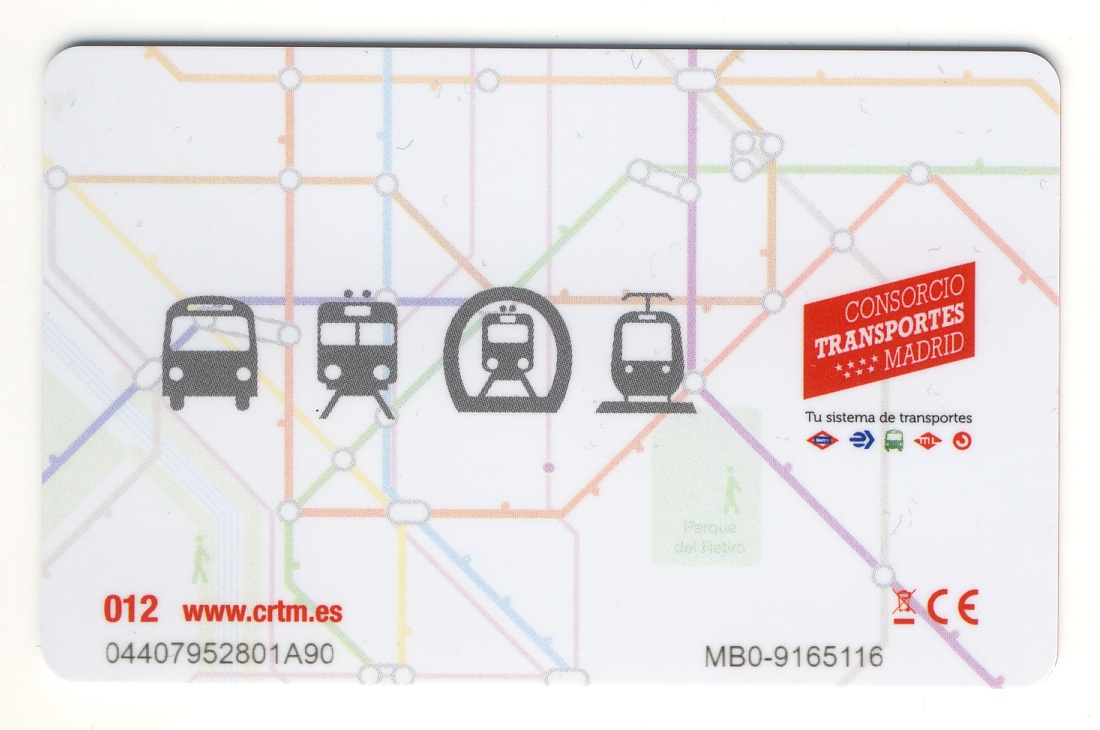 CONSORCIO
TRANSPORTES
MADRID
Tu sistema de transportes
Metro
mL
Parque
del Retiro
012 www.crtm.es
CE
04407952801A90
MB0-9165116